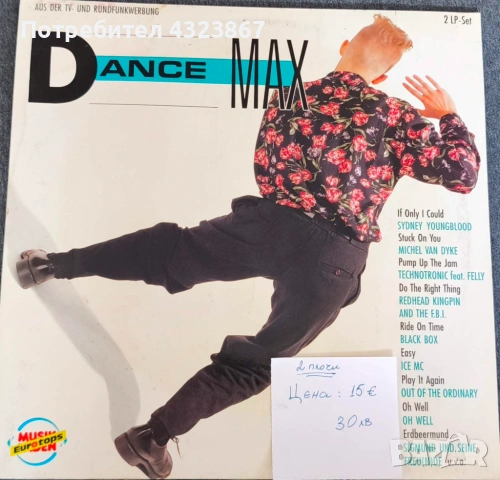 Потребител 4323867
AUS DER TV- UND RUNDFUNKWERBUNG
2 LP-Set
DANCE MAX
If Only I Could
SYDNEY YOUNGBLOOD
Stuck On You
MICHEL VAN DYKE
Pump Up The Jam
TECHNOTRONIC feat. FELLY
Do The Right Thing
REDHEAD KINGPIN
AND THE F.B.I.
Ride On Time
BLACK BOX
Easy
ICE MC
Play It Again
OUT OF THE ORDINARY
Oh Well
OH WELL
Erdbeermund
SIGMUND UND SEINE
2 плочи
Цена : 15 €
30 лв
Eurotops